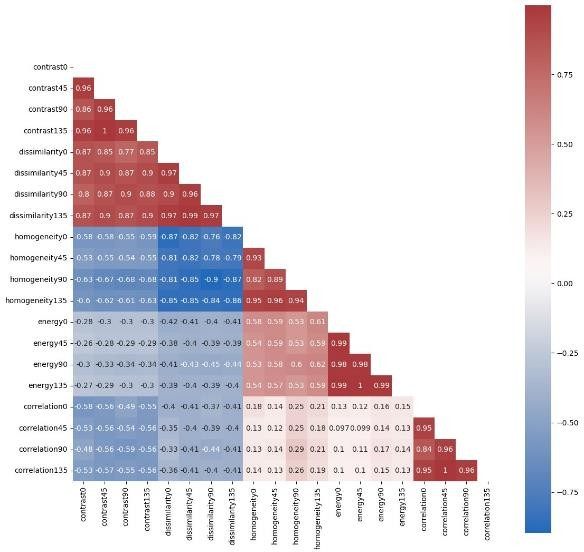 contrast0
contrast45 0.96
contrast90 0.86 0.96
contrast135 0.96 1 0.96
dissimilarity0 0.87 0.85 0.77 0.85
dissimilarity45 0.87 0.9 0.87 0.9 0.97
dissimilarity90 0.8 0.87 0.9 0.88 0.9 0.96
dissimilarity135 0.87 0.9 0.87 0.9 0.97 0.99 0.97
homogeneity0 -0.58 -0.58 -0.55 -0.59 -0.87 -0.82 -0.76 -0.82
homogeneity45 -0.53 -0.55 -0.54 -0.55 -0.81 -0.82 -0.78 -0.79 0.93
homogeneity90 -0.63 -0.67 -0.68 -0.68 -0.81 -0.85 -0.9 -0.87 0.82 0.89
homogeneity135 -0.6 -0.62 -0.61 -0.63 -0.85 -0.85 -0.84 -0.86 0.95 0.96 0.94
energy0 -0.28 -0.3 -0.3 -0.3 -0.42 -0.41 -0.4 -0.41 0.58 0.59 0.53 0.61
energy45 -0.26 -0.28 -0.29 -0.29 -0.38 -0.4 -0.39 -0.4 0.54 0.59 0.53 0.59 0.99
energy90 -0.3 -0.33 -0.34 -0.34 -0.41 -0.43 -0.45 -0.44 0.53 0.58 0.6 0.62 0.98 0.98
energy135 -0.27 -0.29 -0.3 -0.3 -0.39 -0.4 -0.39 -0.4 0.54 0.57 0.53 0.59 0.99 1 0.99
correlation0 -0.58 -0.56 -0.49 -0.55 -0.4 -0.41 -0.37 -0.41 0.18 0.14 0.25 0.21 0.13 0.12 0.16 0.15
correlation45 -0.53 -0.56 -0.54 -0.56 -0.35 -0.4 -0.39 -0.4 0.13 0.12 0.25 0.18 0.097 0.099 0.14 0.13 0.95
correlation90 -0.48 -0.56 -0.59 -0.56 -0.33 -0.41 -0.44 -0.41 0.13 0.14 0.29 0.21 0.1 0.11 0.17 0.14 0.84 0.96
correlation135 -0.53 -0.57 -0.55 -0.56 -0.36 -0.41 -0.4 -0.41 0.14 0.13 0.26 0.19 0.1 0.1 0.15 0.13 0.95 1 0.96
contrast0 contrast45 contrast90 contrast135 dissimilarity0 dissimilarity45 dissimilarity90 dissimilarity135 homogeneity0 homogeneity45 homogeneity90 homogeneity135 energy0 energy45 energy90 energy135 correlation0 correlation45 correlation90 correlation135
0.75
0.50
0.25
0.00
−0.25
−0.50
−0.75